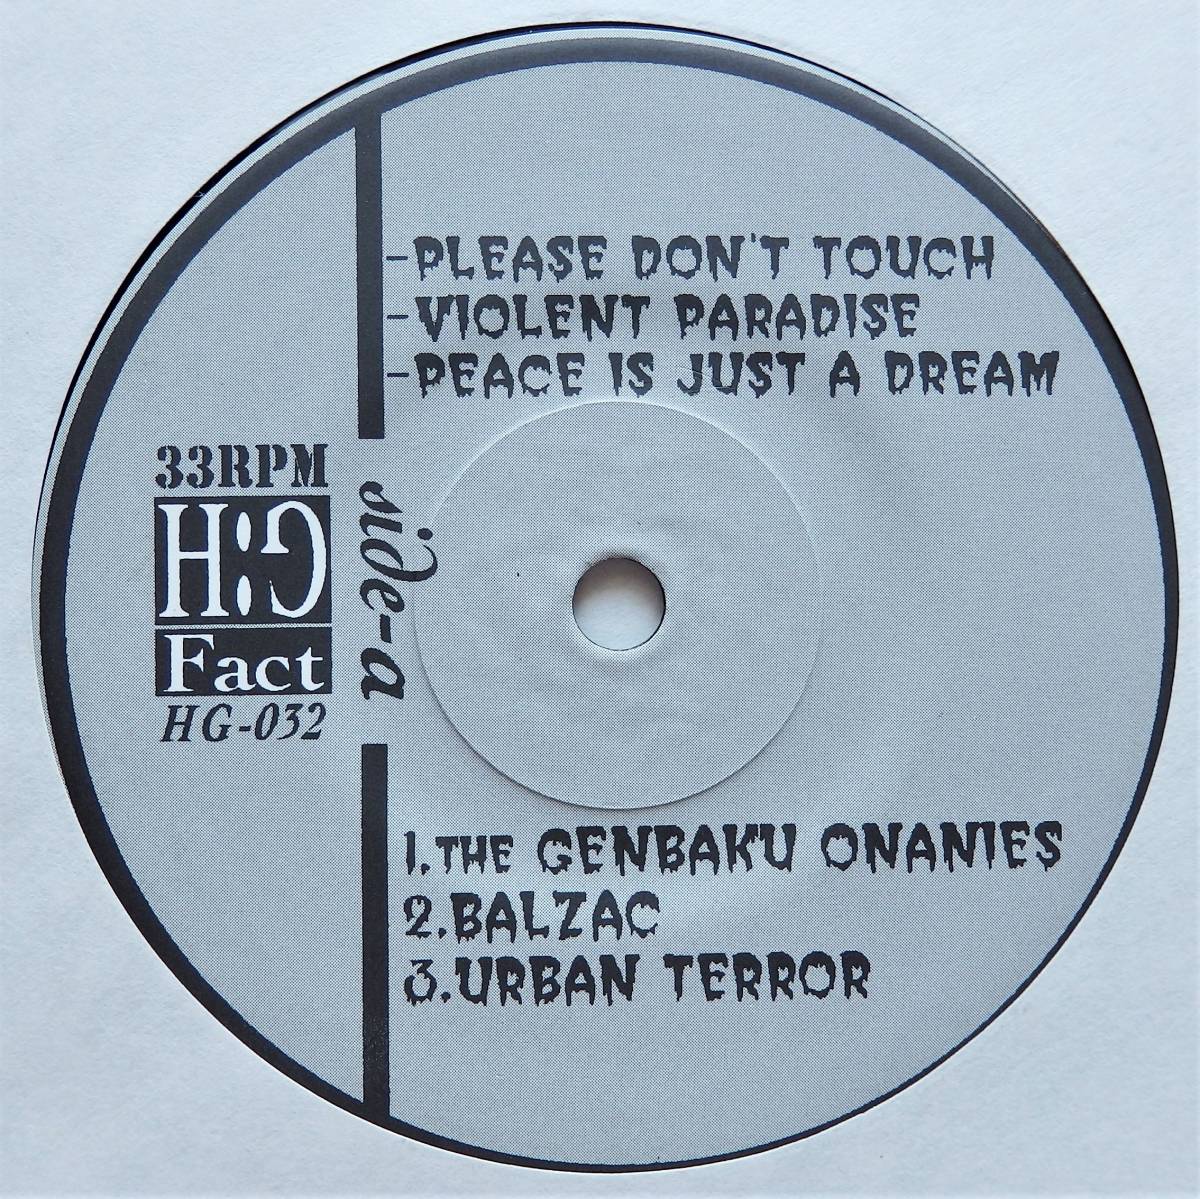 -PLEASE DON'T TOUCH
-VIOLENT PARADISE
-PEACE IS JUST A DREAM
33RPM
H:G
Fact
HG-032
side-a
1.THE GENBAKU ONANIES
2.BALZAC
3.URBAN TERROR